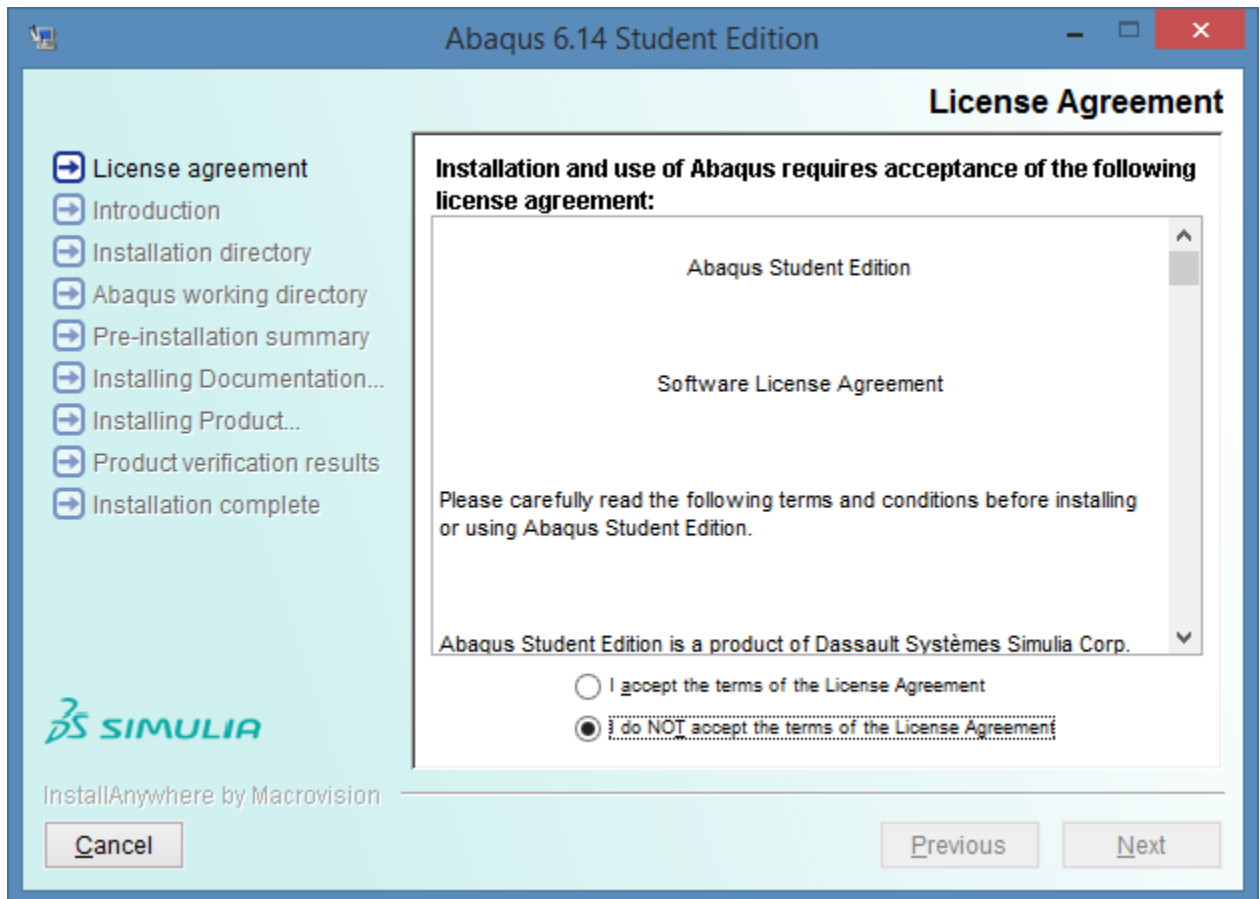 Abaqus 6.14 Student Edition
License Agreement
License agreement
Introduction
Installation directory
Abaqus working directory
Pre-installation summary
Installing Documentation...
Installing Product...
Product verification results
Installation complete
Installation and use of Abaqus requires acceptance of the following
license agreement:
Abaqus Student Edition
Software License Agreement
Please carefully read the following terms and conditions before installing
or using Abaqus Student Edition.
Abaqus Student Edition is a product of Dassault Systèmes Simulia Corp.
I accept the terms of the License Agreement
I do NOT accept the terms of the License Agreement
3DS SIMULIA
InstallAnywhere by Macrovision
Cancel
Previous
Next